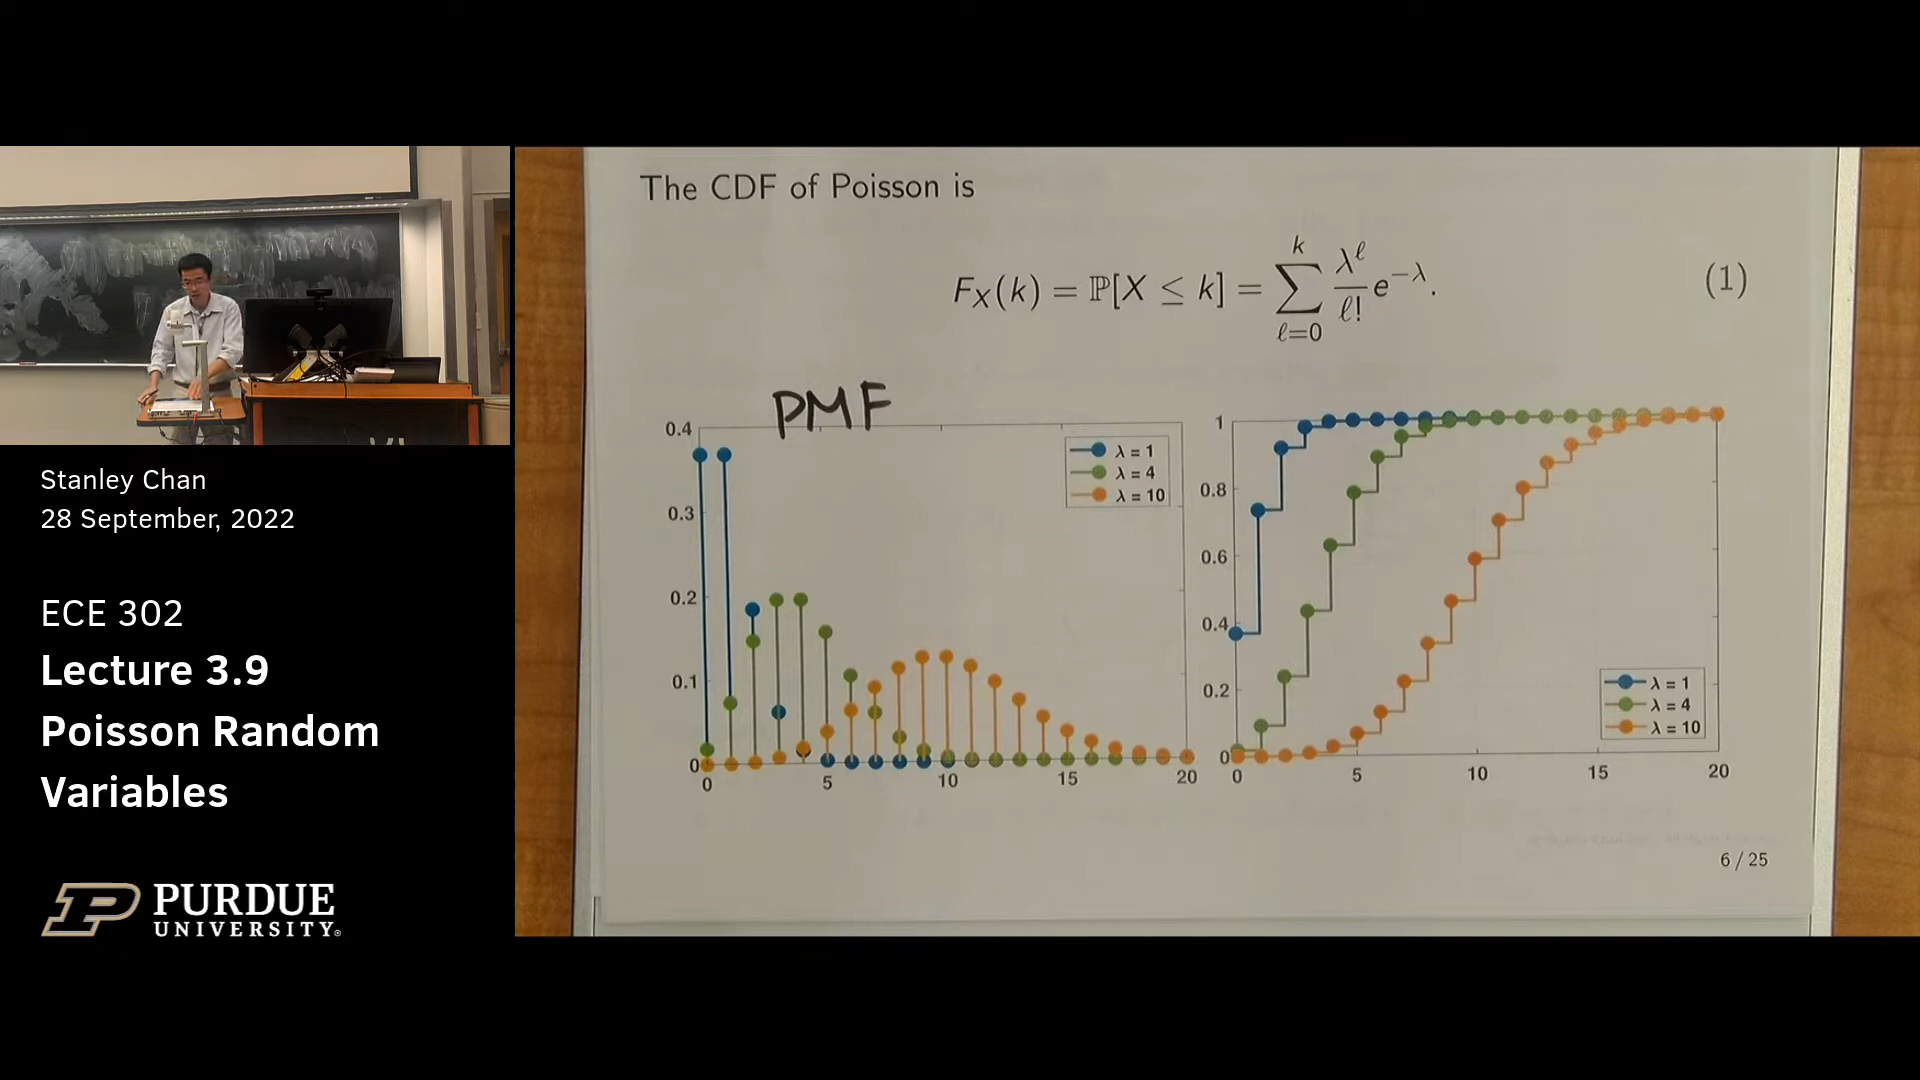 Stanley Chan
28 September, 2022
ECE 302
Lecture 3.9
Poisson Random
Variables
PURDUE
UNIVERSITY®
The CDF of Poisson is
F_X(k) = ℙ[X ≤ k] = ∑_{ℓ=0}^{k} \frac{λ^ℓ}{ℓ!} e^{−λ}. (1)
PMF
0.4
0.3
0.2
0.1
0
0 5 10 15 20
λ = 1
λ = 4
λ = 10
1
0.8
0.6
0.4
0.2
0
0 5 10 15 20
λ = 1
λ = 4
λ = 10
6 / 25